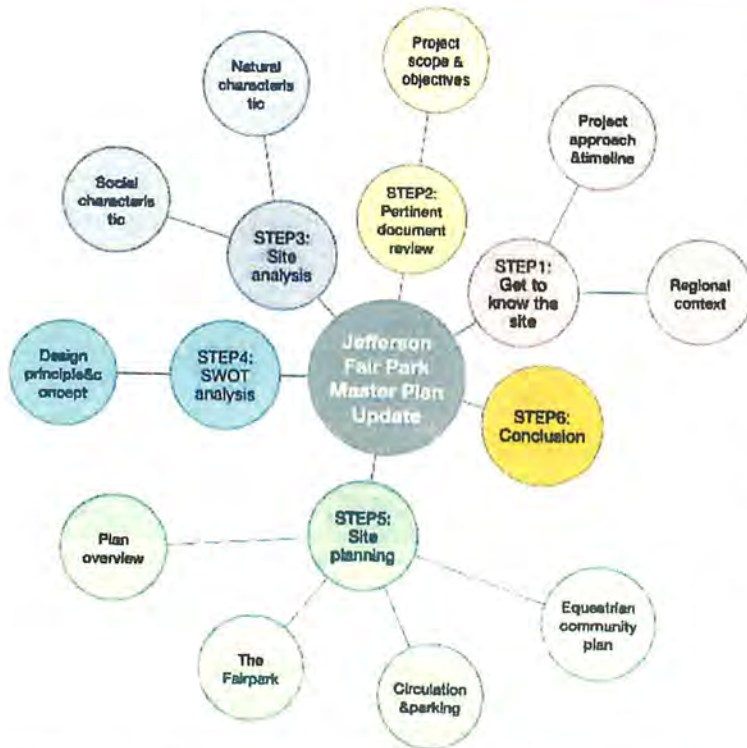 Project
scope &
objectives
Natural
characteris
tic
Project
approach
&timeline
Social
characteris
tic
STEP2:
Pertinent
document
review
STEP3:
Site
analysis
STEP1:
Get to
know the
site
Regional
context
Jefferson
Fair Park
Master Plan
Update
Design
principle&c
oncept
STEP4:
SWOT
analysis
STEP6:
Conclusion
STEP5:
Site
planning
Plan
overview
Equestrian
community
plan
The
Fairpark
Circulation
&parking